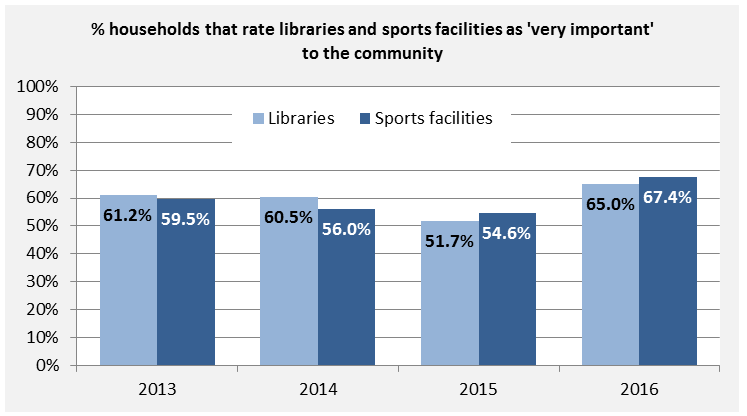 % households that rate libraries and sports facilities as 'very important'
to the community
100%
90%
80%
70%
60%
50%
40%
30%
20%
10%
0%
Libraries Sports facilities
61.2% 59.5% 60.5% 56.0% 51.7% 54.6% 65.0% 67.4%
2013 2014 2015 2016